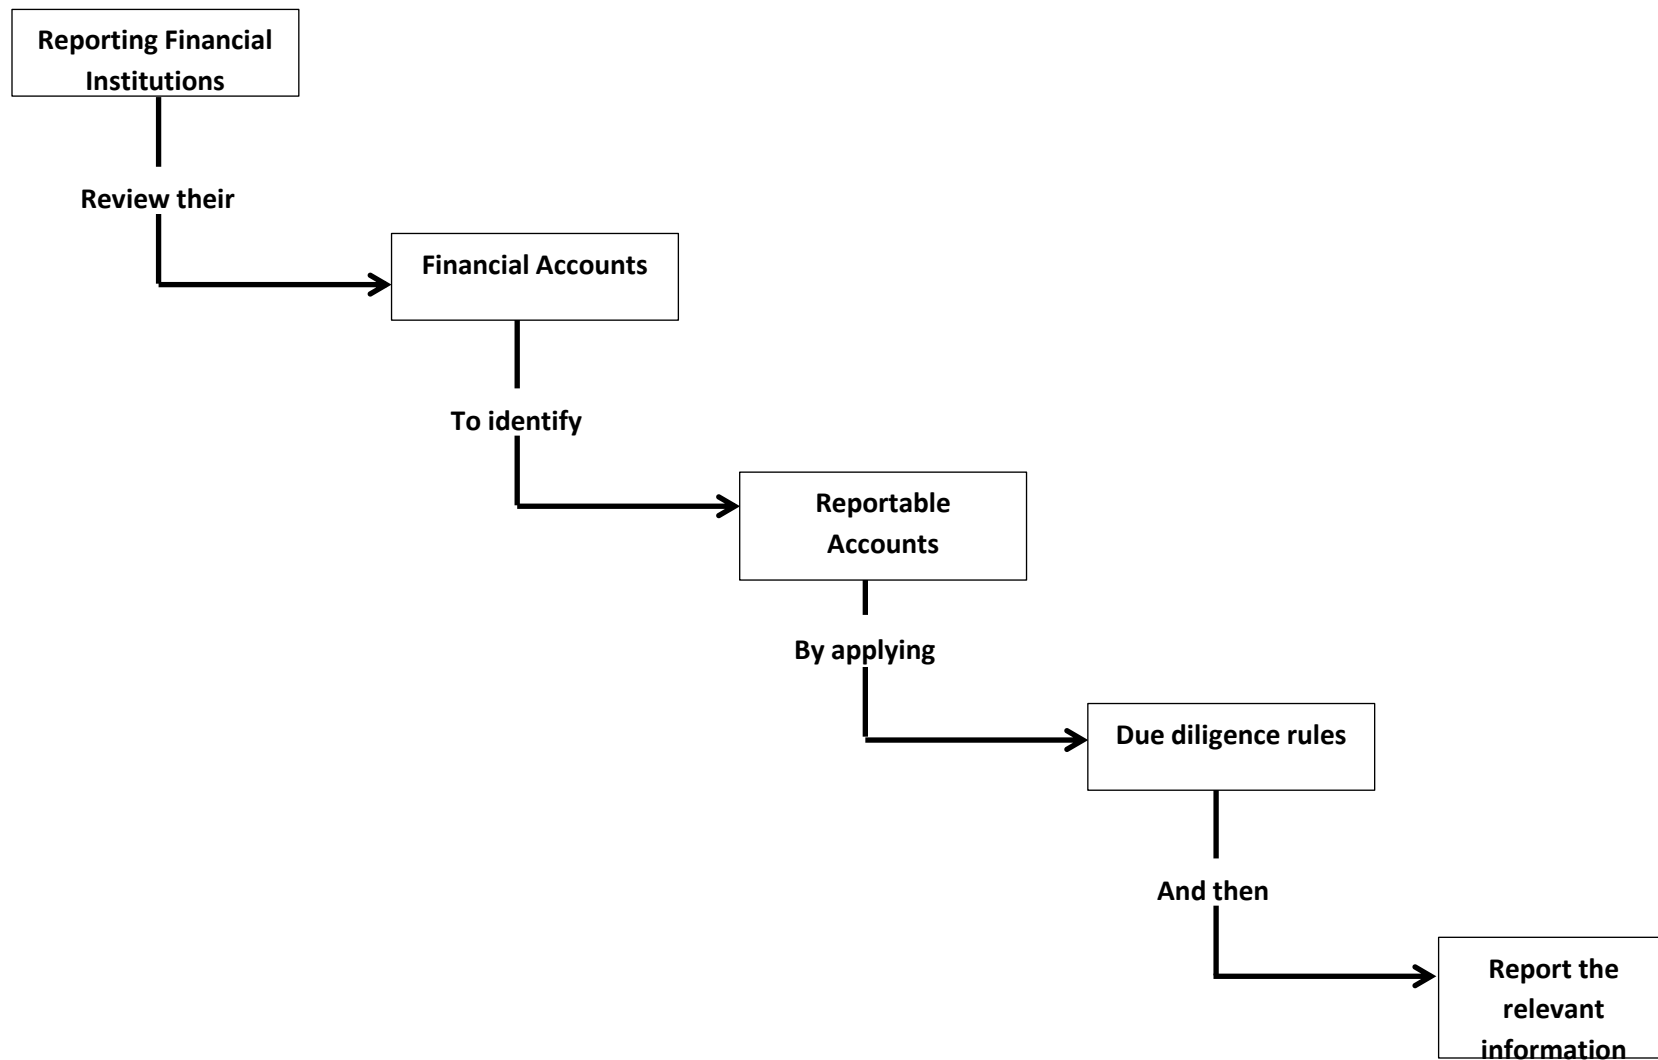 Reporting Financial
Institutions
Review their
Financial Accounts
To identify
Reportable
Accounts
By applying
Due diligence rules
And then
Report the
relevant
information